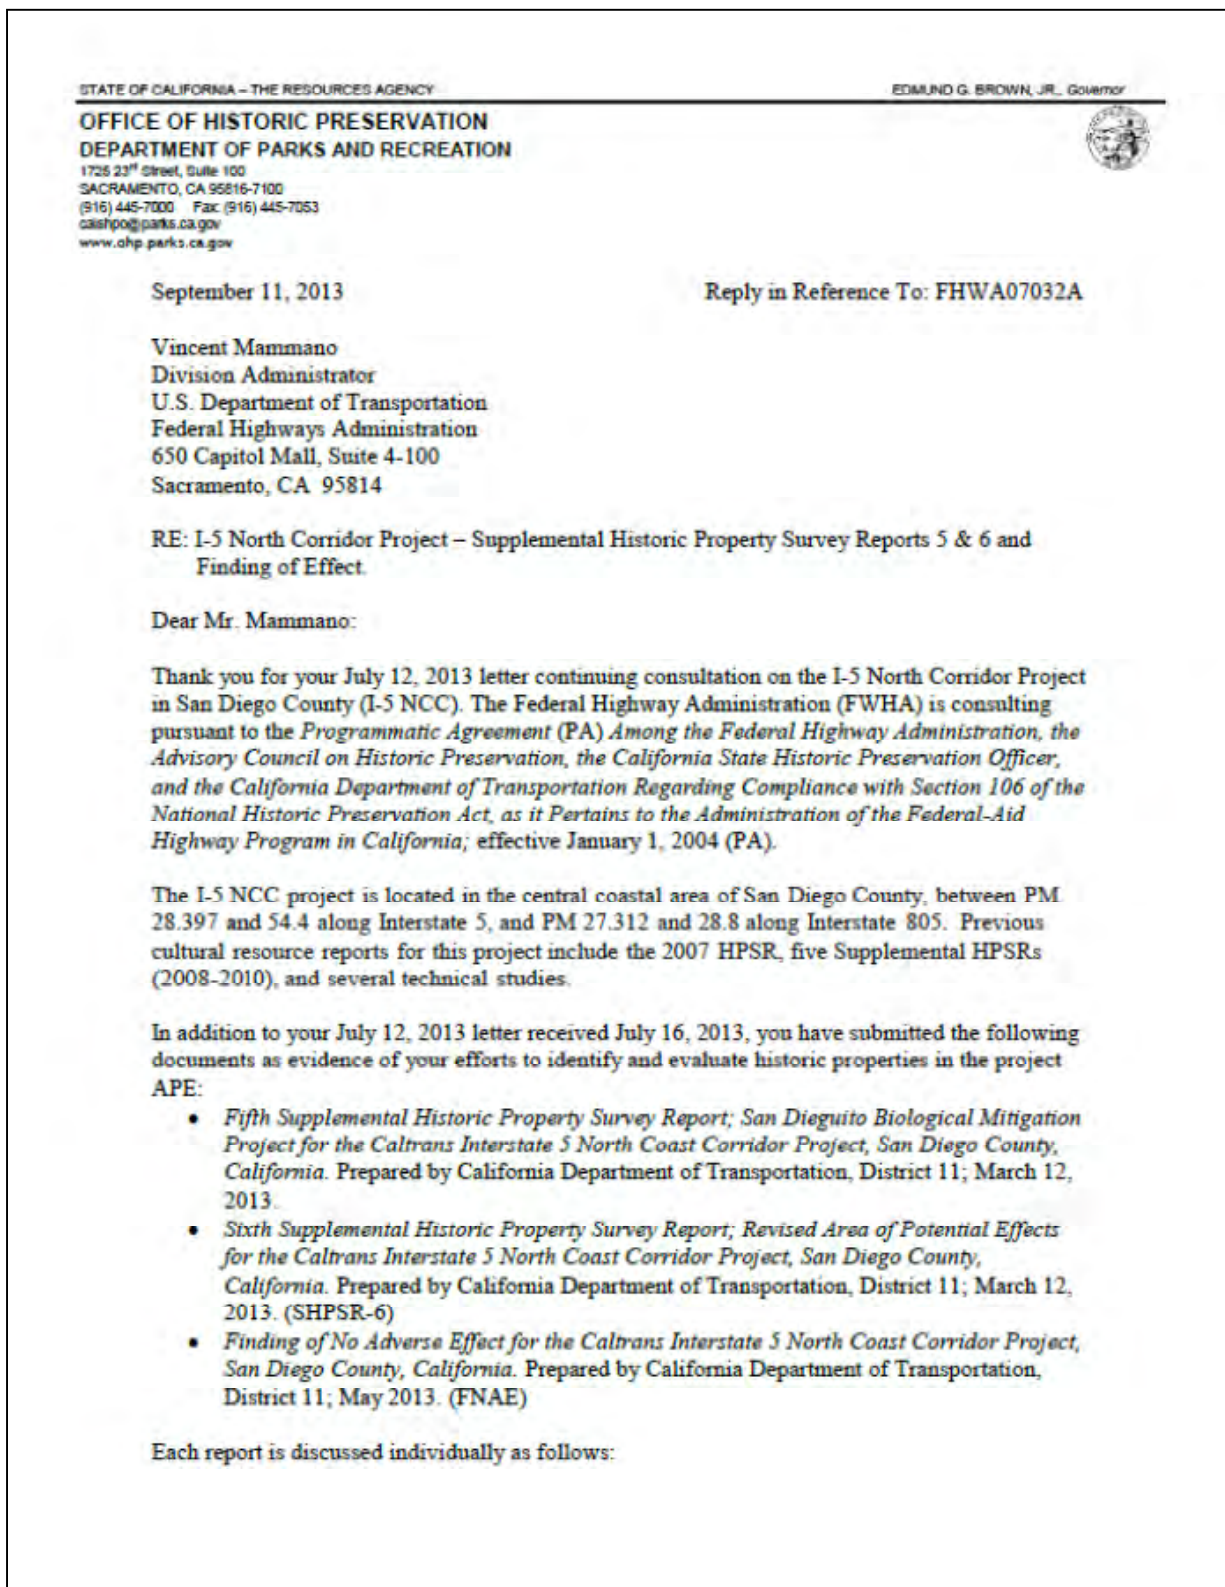 STATE OF CALIFORNIA – THE RESOURCES AGENCY EDMUND G. BROWN, JR., Governor
OFFICE OF HISTORIC PRESERVATION
DEPARTMENT OF PARKS AND RECREATION
1725 23rd Street, Suite 100
SACRAMENTO, CA 95816-7100
(916) 445-7000 Fax: (916) 445-7053
calshpo@parks.ca.gov
www.ohp.parks.ca.gov
September 11, 2013 Reply in Reference To: FHWA07032A
Vincent Mammano
Division Administrator
U.S. Department of Transportation
Federal Highways Administration
650 Capitol Mall, Suite 4-100
Sacramento, CA 95814
RE: I-5 North Corridor Project – Supplemental Historic Property Survey Reports 5 & 6 and
Finding of Effect.
Dear Mr. Mammano:
Thank you for your July 12, 2013 letter continuing consultation on the I-5 North Corridor Project
in San Diego County (I-5 NCC). The Federal Highway Administration (FWHA) is consulting
pursuant to the Programmatic Agreement (PA) Among the Federal Highway Administration, the
Advisory Council on Historic Preservation, the California State Historic Preservation Officer,
and the California Department of Transportation Regarding Compliance with Section 106 of the
National Historic Preservation Act, as it Pertains to the Administration of the Federal-Aid
Highway Program in California; effective January 1, 2004 (PA).
The I-5 NCC project is located in the central coastal area of San Diego County, between PM
28.397 and 54.4 along Interstate 5, and PM 27.312 and 28.8 along Interstate 805. Previous
cultural resource reports for this project include the 2007 HPSR, five Supplemental HPSRs
(2008-2010), and several technical studies.
In addition to your July 12, 2013 letter received July 16, 2013, you have submitted the following
documents as evidence of your efforts to identify and evaluate historic properties in the project
APE:
• Fifth Supplemental Historic Property Survey Report; San Dieguito Biological Mitigation
Project for the Caltrans Interstate 5 North Coast Corridor Project, San Diego County,
California. Prepared by California Department of Transportation, District 11; March 12,
2013.
• Sixth Supplemental Historic Property Survey Report; Revised Area of Potential Effects
for the Caltrans Interstate 5 North Coast Corridor Project, San Diego County,
California. Prepared by California Department of Transportation, District 11; March 12,
2013. (SHPSR-6)
• Finding of No Adverse Effect for the Caltrans Interstate 5 North Coast Corridor Project,
San Diego County, California. Prepared by California Department of Transportation,
District 11; May 2013. (FNAE)
Each report is discussed individually as follows: